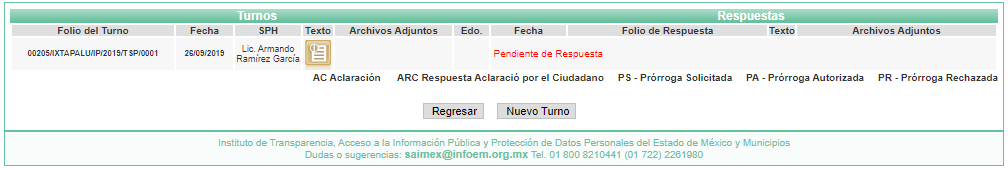 Turnos Respuestas
Folio del Turno Fecha SPH Texto Archivos Adjuntos Edo. Fecha Folio de Respuesta Texto Archivos Adjuntos
00205/IXTAPALU/IP/2019/TSP/0001 26/09/2019 Lic. Armando Ramírez García Pendiente de Respuesta
AC Aclaración ARC Respuesta Aclaració por el Ciudadano PS - Prórroga Solicitada PA - Prórroga Autorizada PR - Prórroga Rechazada
Regresar Nuevo Turno
Instituto de Transparencia, Acceso a la Información Pública y Protección de Datos Personales del Estado de México y Municipios
Dudas o sugerencias: saimex@infoem.org.mx Tel. 01 800 8210441 (01 722) 2261980